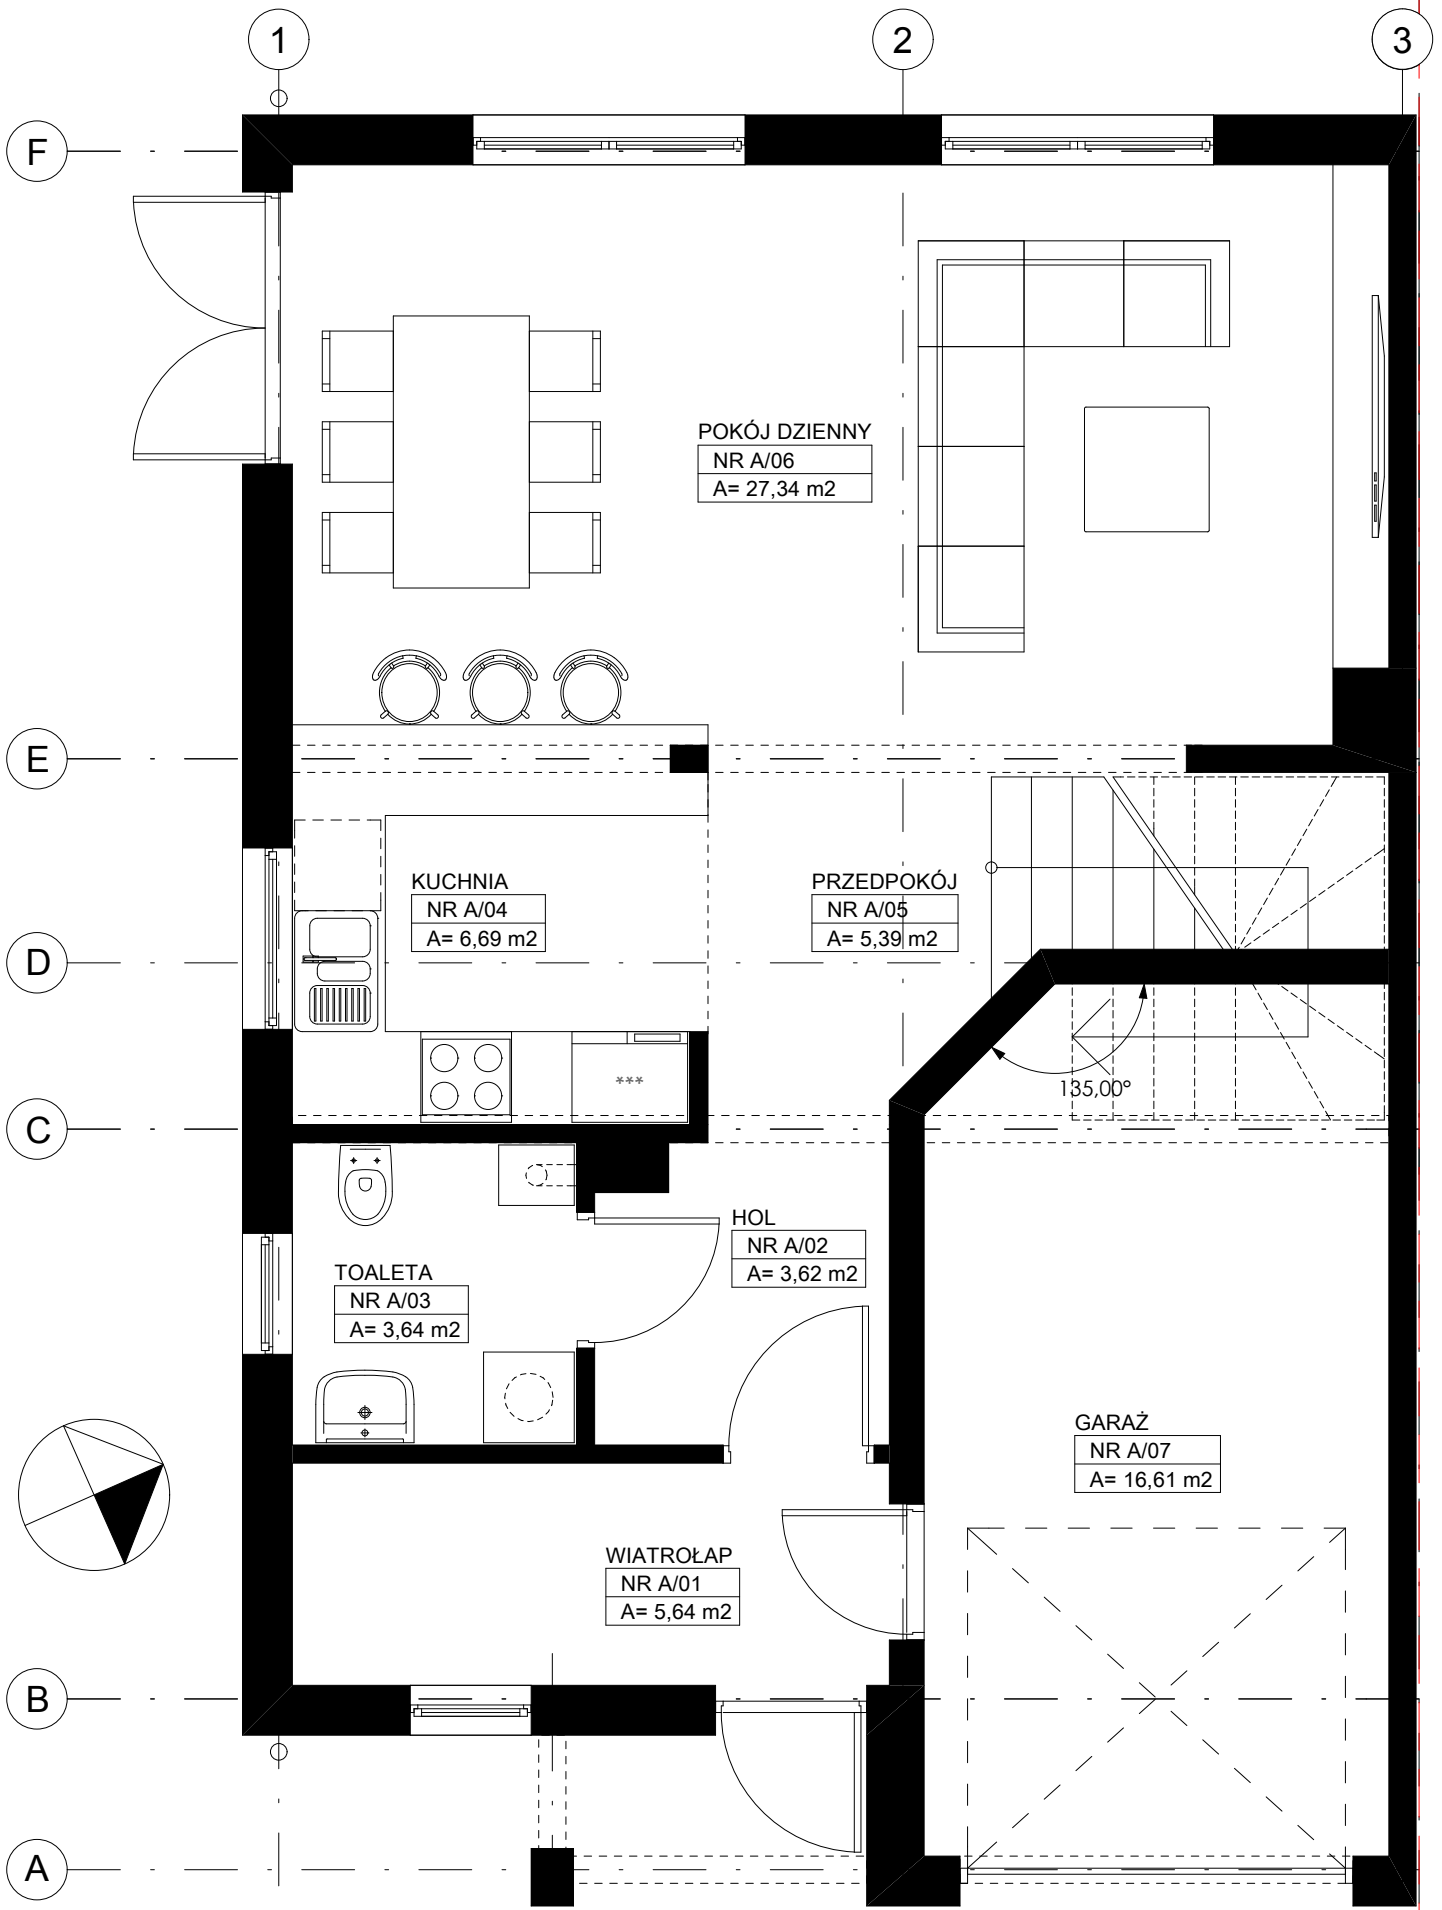 1
2
3
F
POKÓJ DZIENNY
NR A/06
A= 27,34 m2
E
KUCHNIA
NR A/04
A= 6,69 m2
PRZEDPOKÓJ
NR A/05
A= 5,39 m2
D
135,00°
C
***
HOL
NR A/02
A= 3,62 m2
TOALETA
NR A/03
A= 3,64 m2
GARAŻ
NR A/07
A= 16,61 m2
WIATROŁAP
NR A/01
A= 5,64 m2
B
A